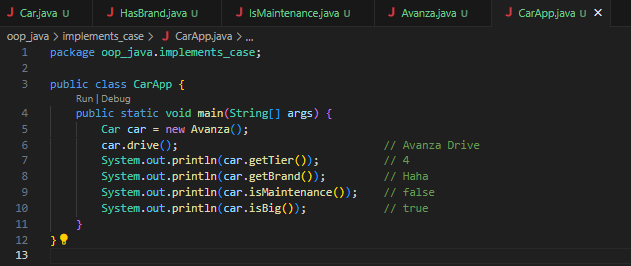 Car.java U HasBrand.java U IsMaintenance.java U Avanza.java U CarApp.java U
oop_java > implements_case > CarApp.java > ...
1 package oop_java.implements_case;
2
3 public class CarApp {
Run | Debug
4 public static void main(String[] args) {
5 Car car = new Avanza();
6 car.drive(); // Avanza Drive
7 System.out.println(car.getTier()); // 4
8 System.out.println(car.getBrand()); // Haha
9 System.out.println(car.isMaintenance()); // false
10 System.out.println(car.isBig()); // true
11 }
12 }
13